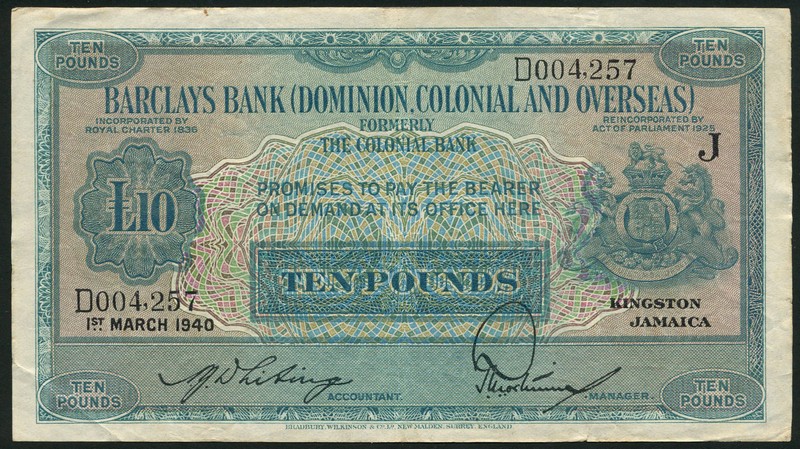 TEN POUNDS
TEN POUNDS
D004,257
BARCLAYS BANK (DOMINION, COLONIAL AND OVERSEAS)
INCORPORATED BY
ROYAL CHARTER 1836
FORMERLY
THE COLONIAL BANK
REINCORPORATED BY
ACT OF PARLIAMENT 1925
J
£10
PROMISES TO PAY THE BEARER
ON DEMAND AT ITS OFFICE HERE
TEN POUNDS
D004,257
1ST MARCH 1940
KINGSTON
JAMAICA
ACCOUNTANT.
MANAGER.
TEN POUNDS
TEN POUNDS
BRADBURY, WILKINSON & Co. Ld. NEW MALDEN, SURREY, ENGLAND